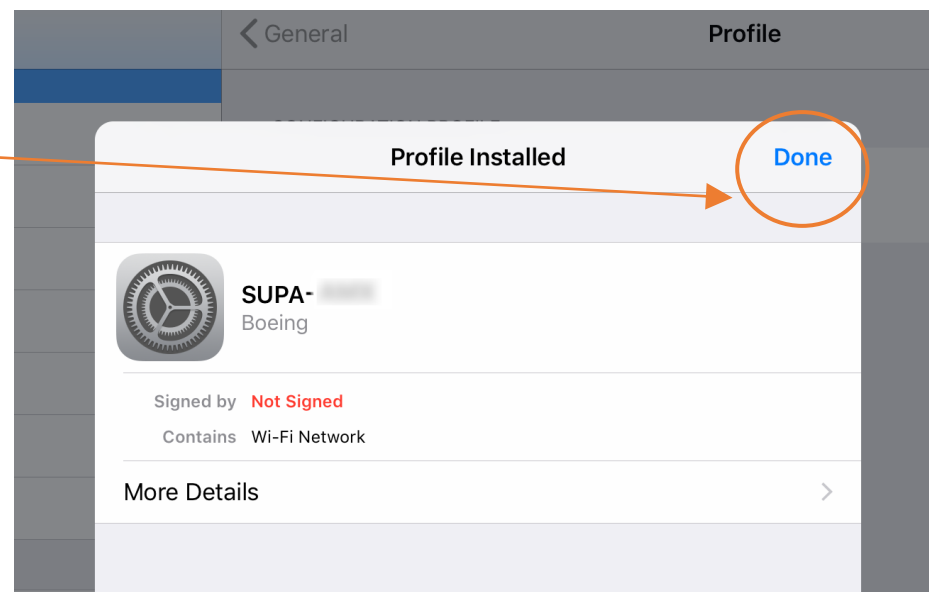 General
Profile
Profile Installed
Done
SUPA-
Boeing
Signed by Not Signed
Contains Wi-Fi Network
More Details